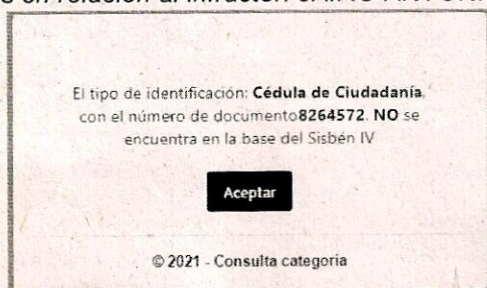 El tipo de identificación: Cédula de Ciudadanía,
con el número de documento8264572. NO se
encuentra en la base del Sisbén IV
Aceptar
© 2021 - Consulta categoria